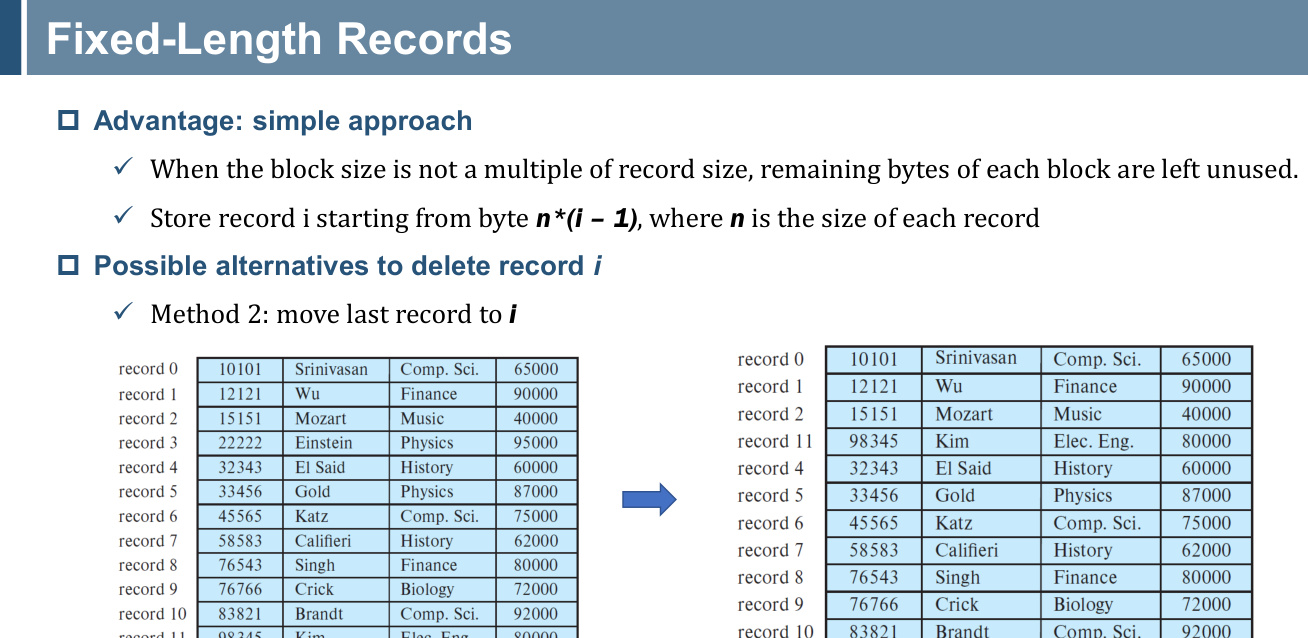 Fixed-Length Records
Advantage: simple approach
When the block size is not a multiple of record size, remaining bytes of each block are left unused.
Store record i starting from byte n*(i – 1), where n is the size of each record
Possible alternatives to delete record i
Method 2: move last record to i
record 0 10101 Srinivasan Comp. Sci. 65000
record 1 12121 Wu Finance 90000
record 2 15151 Mozart Music 40000
record 3 22222 Einstein Physics 95000
record 4 32343 El Said History 60000
record 5 33456 Gold Physics 87000
record 6 45565 Katz Comp. Sci. 75000
record 7 58583 Califieri History 62000
record 8 76543 Singh Finance 80000
record 9 76766 Crick Biology 72000
record 10 83821 Brandt Comp. Sci. 92000
record 11 98345 Kim Elec. Eng. 80000
record 0 10101 Srinivasan Comp. Sci. 65000
record 1 12121 Wu Finance 90000
record 2 15151 Mozart Music 40000
record 11 98345 Kim Elec. Eng. 80000
record 4 32343 El Said History 60000
record 5 33456 Gold Physics 87000
record 6 45565 Katz Comp. Sci. 75000
record 7 58583 Califieri History 62000
record 8 76543 Singh Finance 80000
record 9 76766 Crick Biology 72000
record 10 83821 Brandt Comp. Sci. 92000